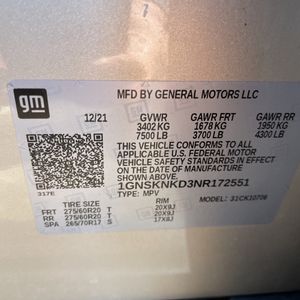 gm
MFD BY GENERAL MOTORS LLC
12/21 GVWR GAWR FRT GAWR RR
3402 KG 1678 KG 1950 KG
7500 LB 3700 LB 4300 LB
THIS VEHICLE CONFORMS TO ALL
APPLICABLE U.S. FEDERAL MOTOR
VEHICLE SAFETY STANDARDS IN EFFECT
ON THE DATE OF MANUFACTURE SHOWN ABOVE.
1GNSKNKD3NR172551
317E TYPE: MPV MODEL: 31CK10706
TIRE SIZE RIM
FRT 275/60R20 T 20X9J
RR 275/60R20 T 20X9J
SPA 265/70R17 S 17X8J